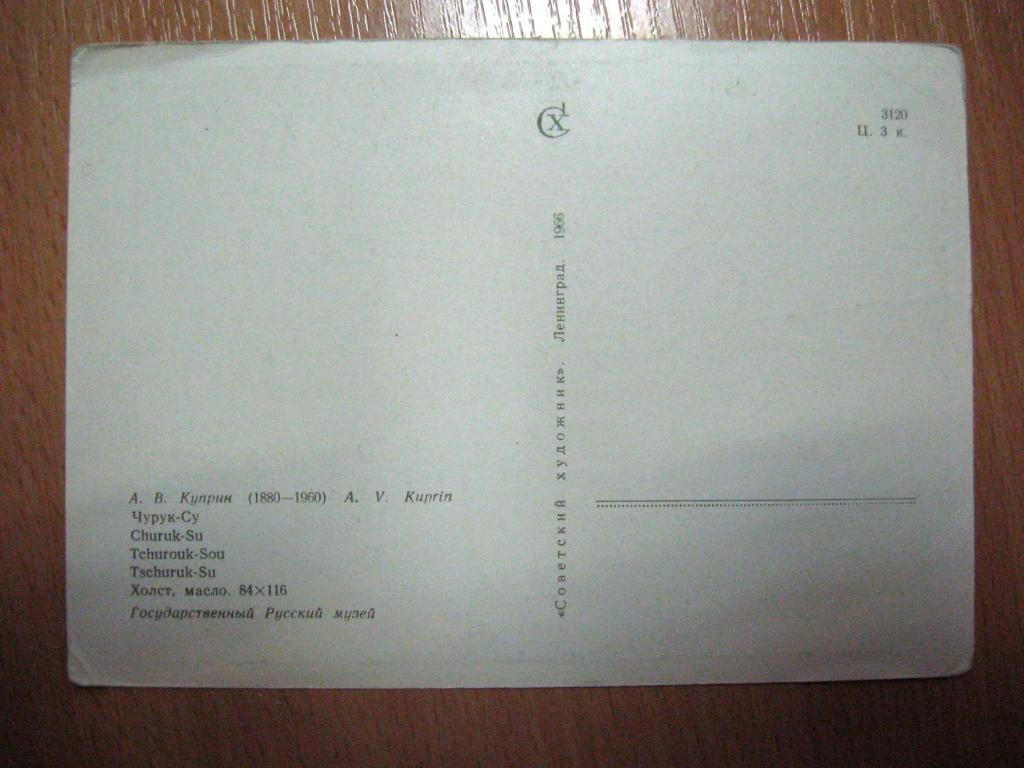 СХ
3120
Ц. 3 к.
«Советский художник». Ленинград. 1966
А. В. Куприн (1880—1960) A. V. Kuprin
Чурук-Су
Churuk-Su
Tchurouk-Sou
Tschuruk-Su
Холст, масло. 84×116
Государственный Русский музей